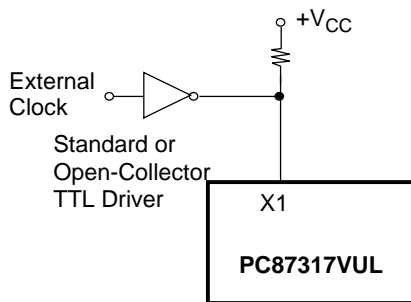 +VCC
External
Clock
Standard or
Open-Collector
TTL Driver
X1
PC87317VUL